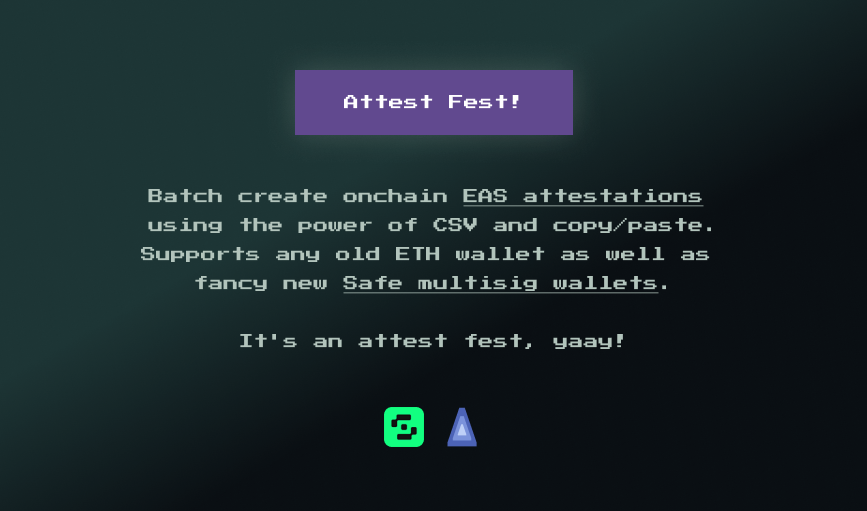 Attest Fest!
Batch create onchain EAS attestations
using the power of CSV and copy/paste.
Supports any old ETH wallet as well as
fancy new Safe multisig wallets.
It's an attest fest, yaay!